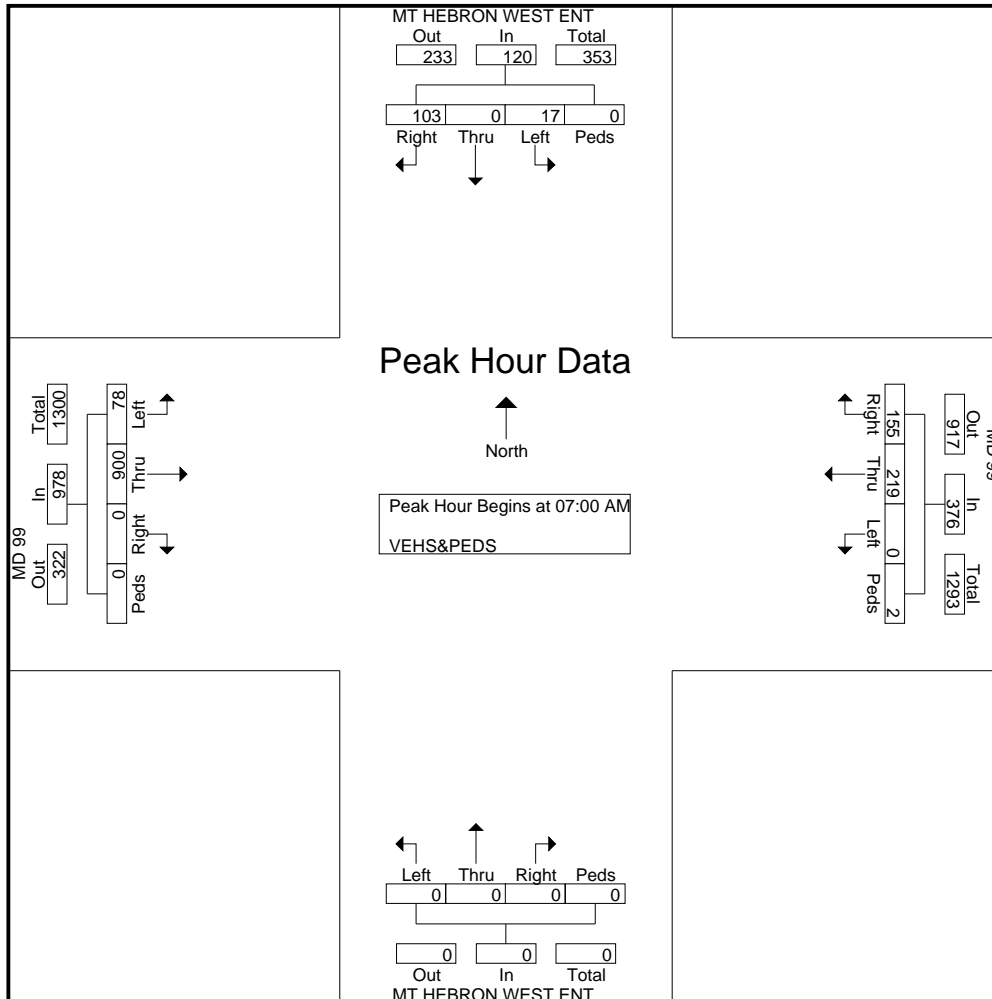 MT HEBRON WEST ENT
Out In Total
233 120 353
103 0 17 0
Right Thru Left Peds
Peak Hour Data
North
Peak Hour Begins at 07:00 AM
VEHS&PEDS
MD 99
Total In Out
1300 978 322
78 900 0 0
Left Thru Right Peds
MD 99
Out In Total
917 376 1293
155 219 0 2
Right Thru Left Peds
Left Thru Right Peds
0 0 0 0
0 0 0
Out In Total
MT HEBRON WEST ENT